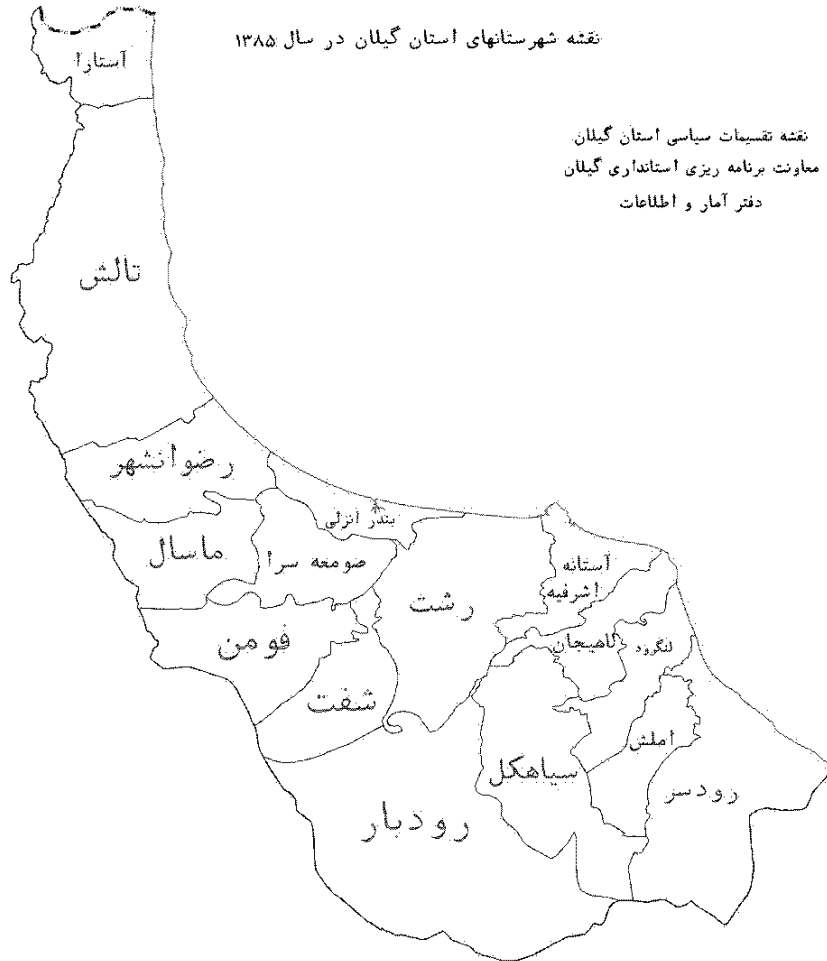 نقشه شهرستانهای استان گیلان در سال ۱۳۸۵
نقشه تقسیمات سیاسی استان گیلان
معاونت برنامه ریزی استانداری گیلان
دفتر آمار و اطلاعات
آستارا
تالش
رضوانشهر
بندر انزلی
ماسال
صومعه سرا
آستانه
اشرفیه
رشت
فومن
لاهیجان
لنگرود
شفت
املش
سیاهکل
رودسر
رودبار